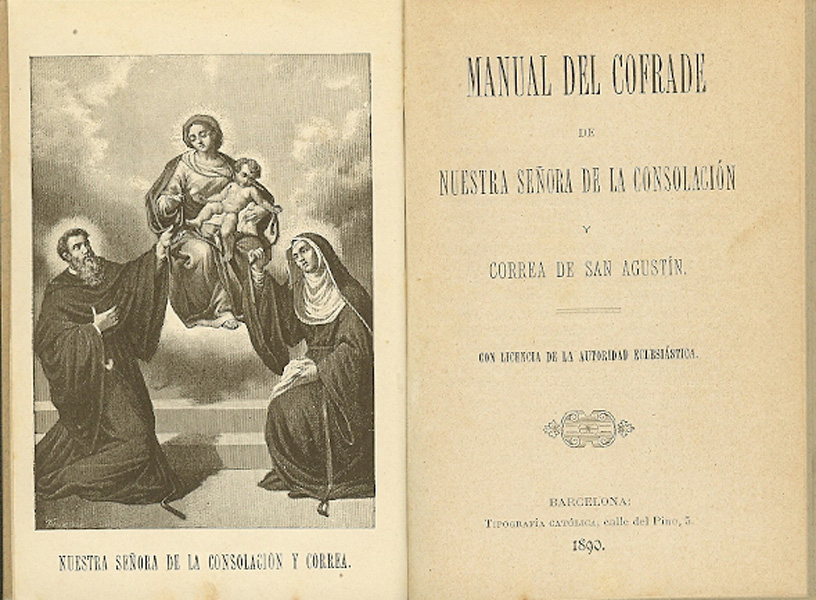 NUESTRA SEÑORA DE LA CONSOLACIÓN Y CORREA.
MANUAL DEL COFRADE
DE
NUESTRA SEÑORA DE LA CONSOLACIÓN
Y
CORREA DE SAN AGUSTÍN.
CON LICENCIA DE LA AUTORIDAD ECLESIÁSTICA.
BARCELONA:
TIPOGRAFÍA CATÓLICA, calle del Pino, 5.
1890.